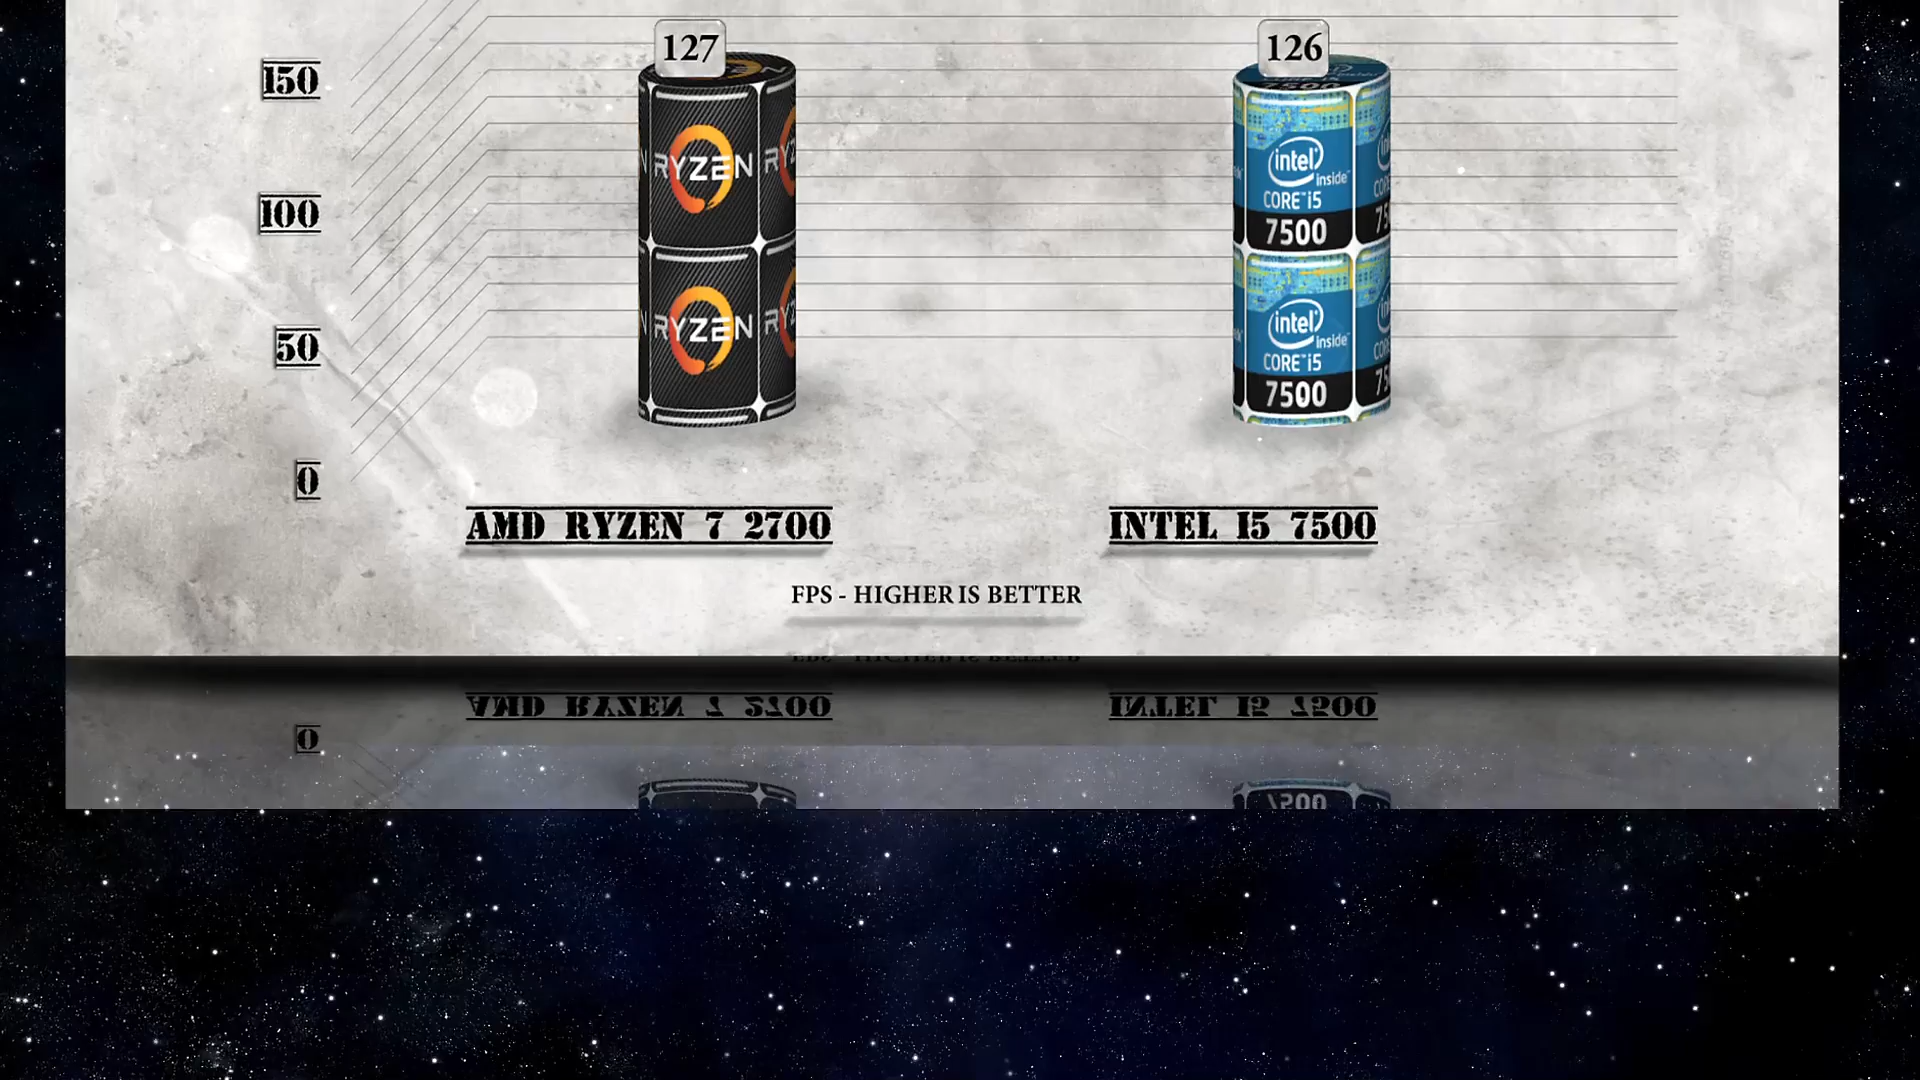 127
126
150
RYZEN
intel inside
CORE i5
7500
100
RYZEN
intel inside
CORE i5
7500
50
0
AMD RYZEN 7 2700
INTEL I5 7500
FPS - HIGHER IS BETTER